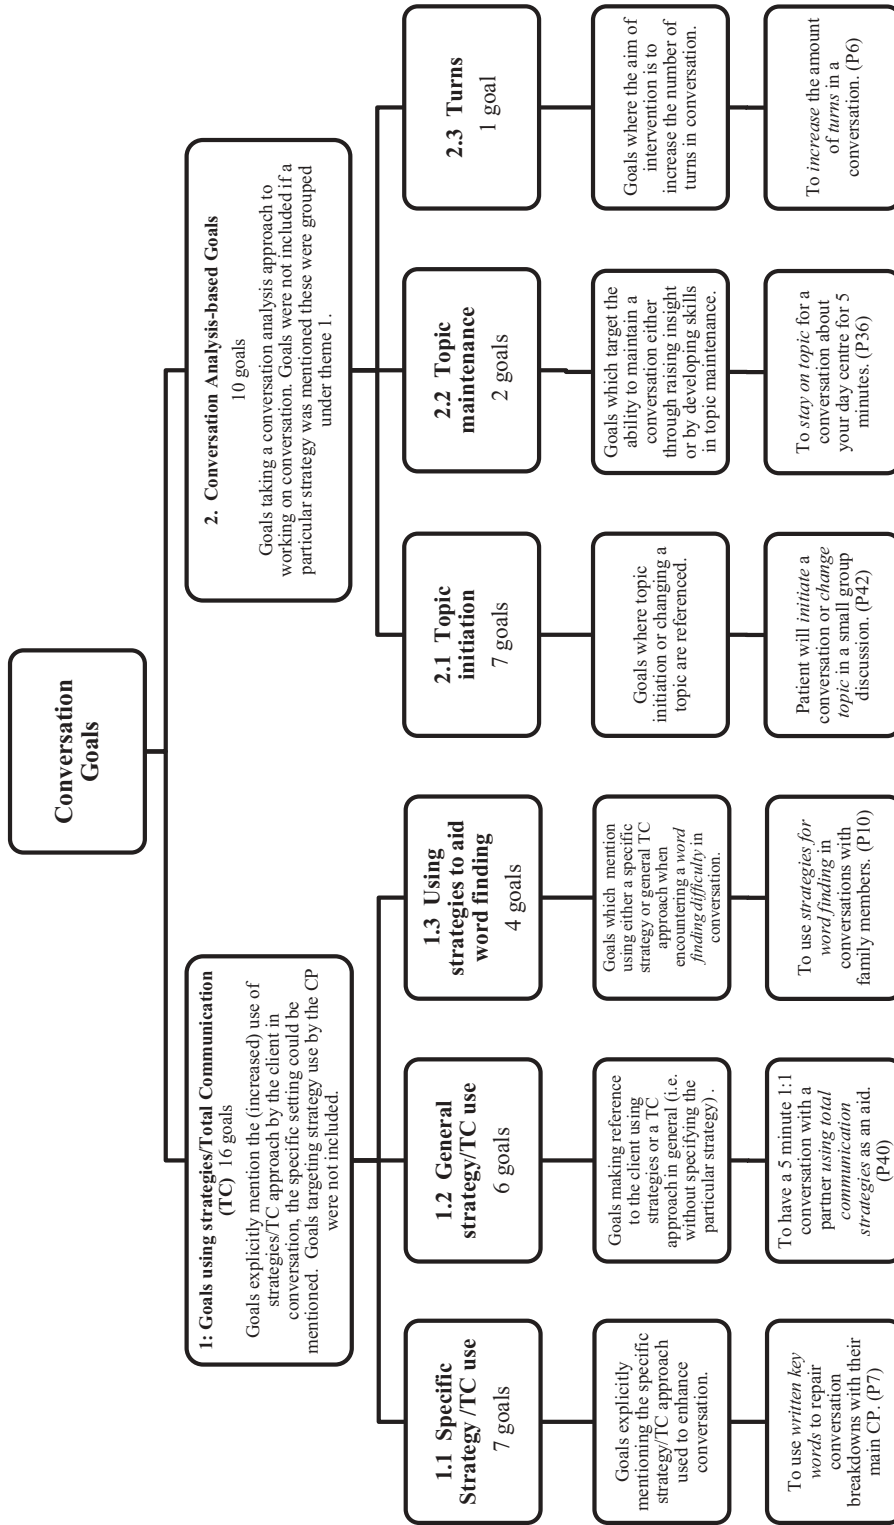 Conversation
Goals
1: Goals using strategies/Total Communication
(TC) 16 goals
Goals explicitly mention the (increased) use of
strategies/TC approach by the client in
conversation, the specific setting could be
mentioned. Goals targeting strategy use by the CP
were not included.
2. Conversation Analysis-based Goals
10 goals
Goals taking a conversation analysis approach to
working on conversation. Goals were not included if a
particular strategy was mentioned these were grouped
under theme 1.
1.1 Specific
Strategy /TC use
7 goals
1.2 General
strategy/TC use
6 goals
1.3 Using
strategies to aid
word finding
4 goals
2.1 Topic
initiation
7 goals
2.2 Topic
maintenance
2 goals
2.3 Turns
1 goal
Goals explicitly
mentioning the specific
strategy/TC approach
used to enhance
conversation.
Goals making reference
to the client using
strategies or a TC
approach in general (i.e.
without specifying the
particular strategy) .
Goals which mention
using either a specific
strategy or general TC
approach when
encountering a word
finding difficulty in
conversation.
Goals where topic
initiation or changing a
topic are referenced.
Goals which target the
ability to maintain a
conversation either
through raising insight
or by developing skills
in topic maintenance.
Goals where the aim of
intervention is to
increase the number of
turns in conversation.
To use written key
words to repair
conversation
breakdowns with their
main CP. (P7)
To have a 5 minute 1:1
conversation with a
partner using total
communication
strategies as an aid.
(P40)
To use strategies for
word finding in
conversations with
family members. (P10)
Patient will initiate a
conversation or change
topic in a small group
discussion. (P42)
To stay on topic for a
conversation about
your day centre for 5
minutes. (P36)
To increase the amount
of turns in a
conversation. (P6)